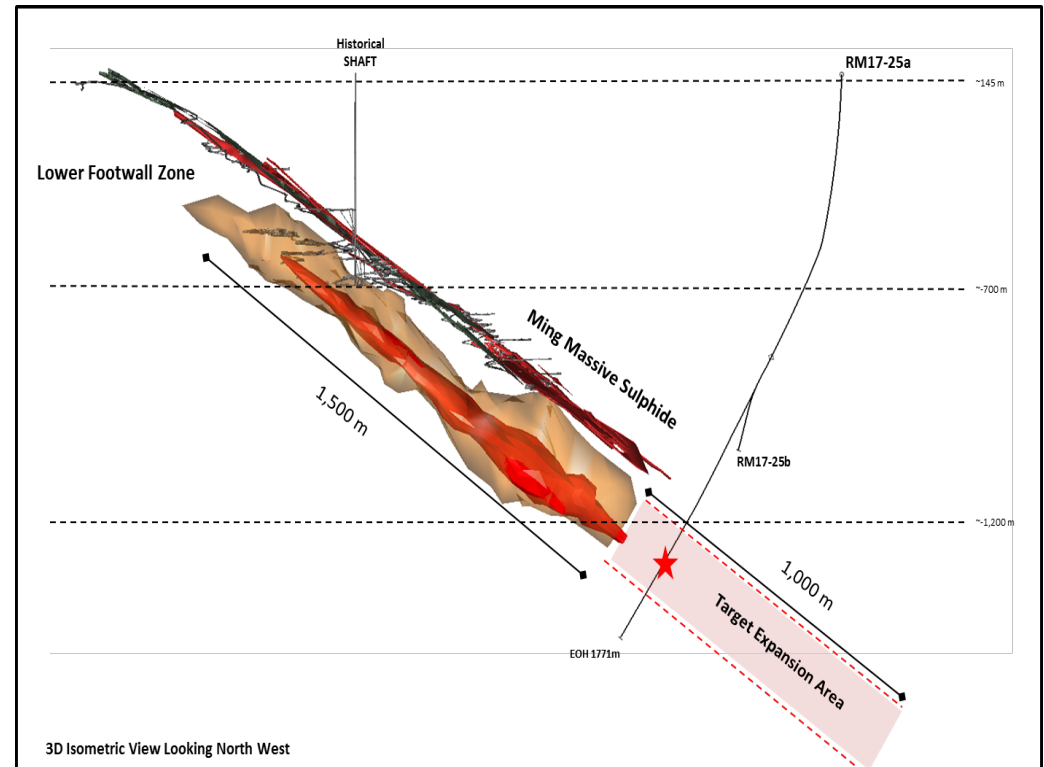 Historical
SHAFT
RM17-25a
~145 m
Lower Footwall Zone
~-700 m
Ming Massive Sulphide
1,500 m
RM17-25b
~-1,200 m
1,000 m
Target Expansion Area
EOH 1771m
3D Isometric View Looking North West